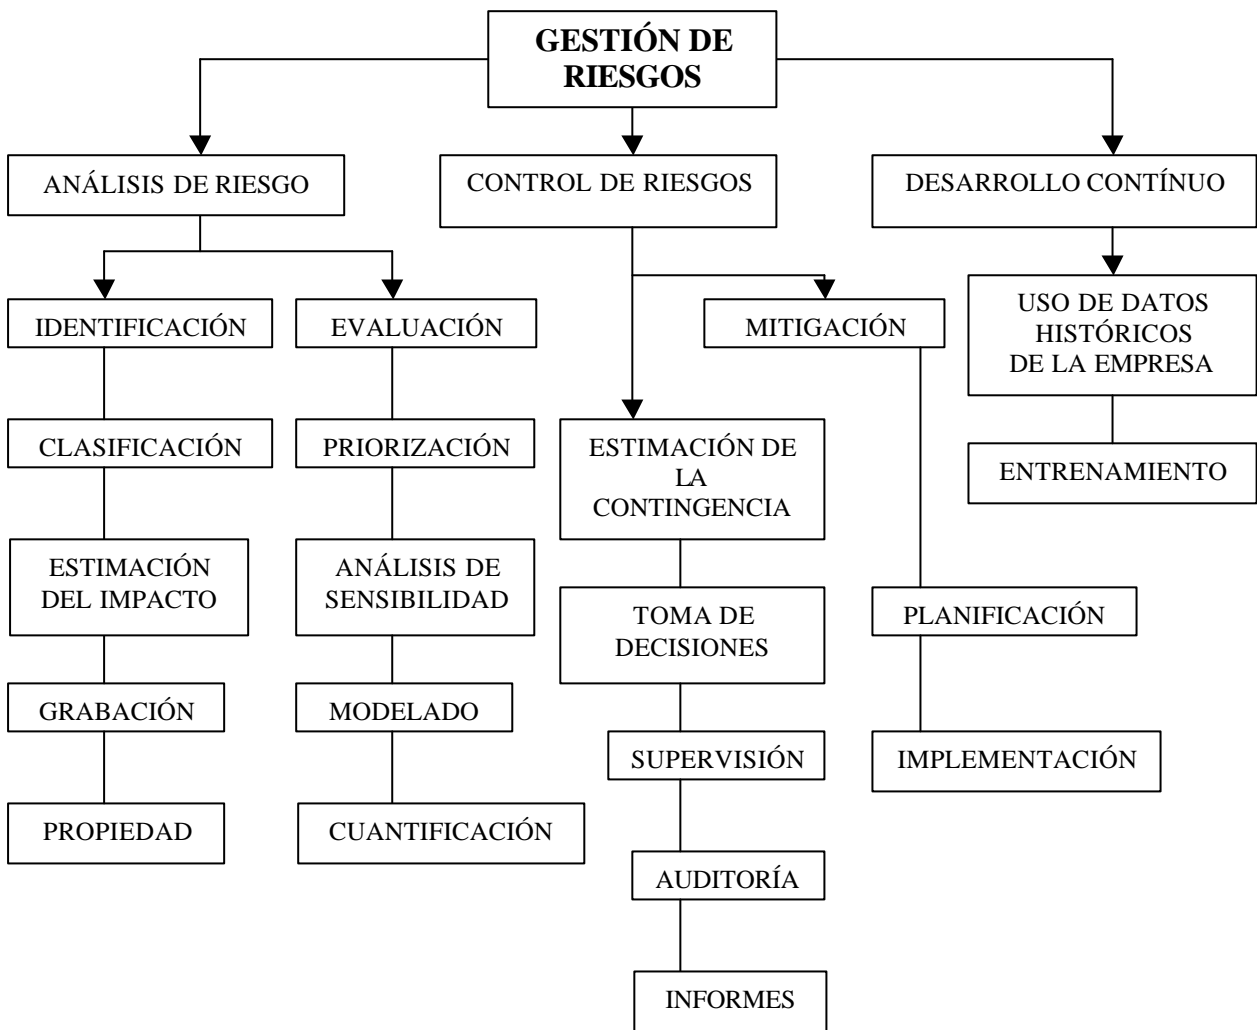 GESTIÓN DE
RIESGOS
ANÁLISIS DE RIESGO
CONTROL DE RIESGOS
DESARROLLO CONTÍNUO
IDENTIFICACIÓN
EVALUACIÓN
MITIGACIÓN
USO DE DATOS
HISTÓRICOS
DE LA EMPRESA
CLASIFICACIÓN
PRIORIZACIÓN
ESTIMACIÓN DE
LA
CONTINGENCIA
ENTRENAMIENTO
ESTIMACIÓN
DEL IMPACTO
ANÁLISIS DE
SENSIBILIDAD
TOMA DE
DECISIONES
PLANIFICACIÓN
GRABACIÓN
MODELADO
SUPERVISIÓN
IMPLEMENTACIÓN
PROPIEDAD
CUANTIFICACIÓN
AUDITORÍA
INFORMES